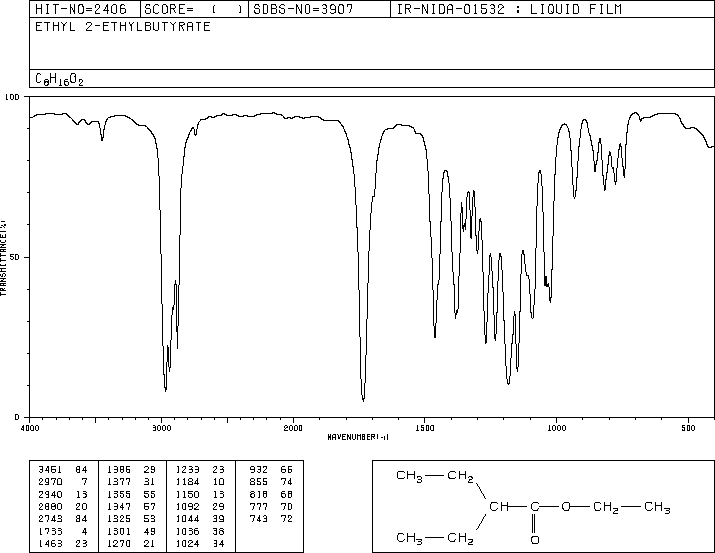 HIT-NO=2406 SCORE= ( ) SDBS-NO=3907 IR-NIDA-01532 : LIQUID FILM
ETHYL 2-ETHYLBUTYRATE
C8H16O2
100
50
0
TRANSMITTANCE(%)
4000 3000 2000 1500 1000 500
WAVENUMBER(-1)
3461 84 1386 29 1233 23 932 66
2970 7 1377 31 1184 10 855 74
2940 13 1355 55 1150 13 818 68
2880 20 1347 57 1092 29 777 70
2743 84 1325 53 1044 39 743 72
1733 4 1301 49 1036 38
1463 23 1270 21 1024 34
CH3 CH2
CH C O CH2 CH3
CH3 CH2 O